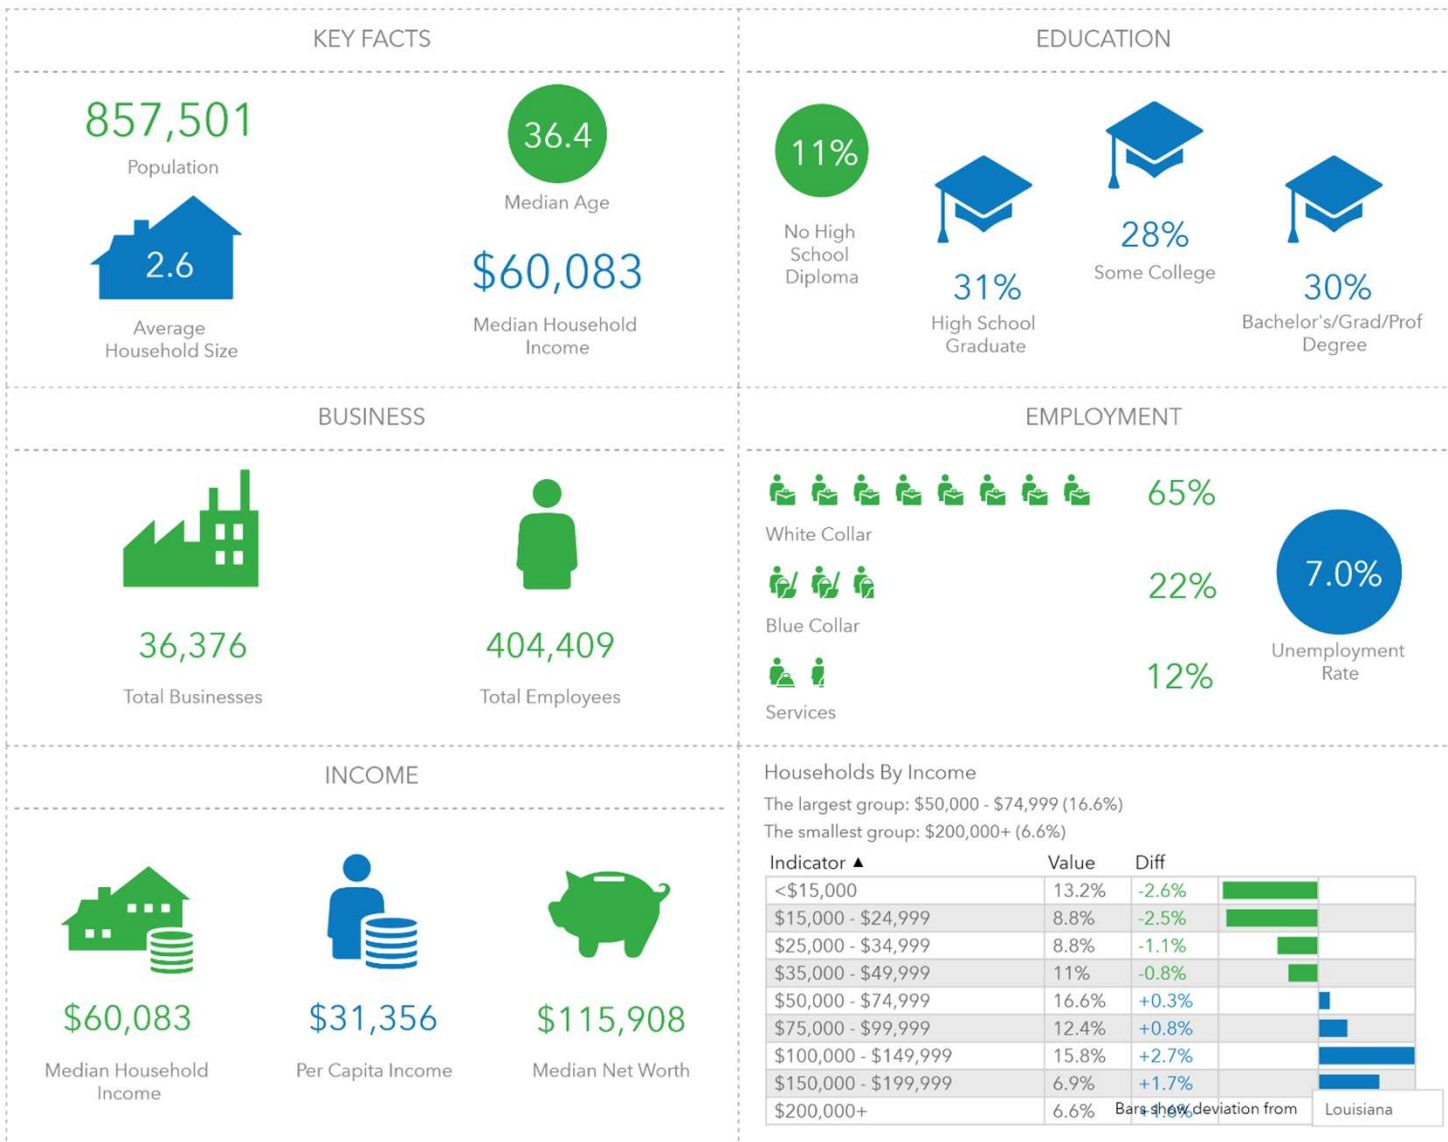 KEY FACTS
857,501
Population
36.4
Median Age
2.6
Average
Household Size
$60,083
Median Household
Income
EDUCATION
11%
No High
School
Diploma
31%
High School
Graduate
28%
Some College
30%
Bachelor's/Grad/Prof
Degree
BUSINESS
36,376
Total Businesses
404,409
Total Employees
EMPLOYMENT
65%
White Collar
22%
Blue Collar
12%
Services
7.0%
Unemployment
Rate
INCOME
$60,083
Median Household
Income
$31,356
Per Capita Income
$115,908
Median Net Worth
Households By Income
The largest group: $50,000 - $74,999 (16.6%)
The smallest group: $200,000+ (6.6%)
Indicator ▲ Value Diff
<$15,000 13.2% -2.6%
$15,000 - $24,999 8.8% -2.5%
$25,000 - $34,999 8.8% -1.1%
$35,000 - $49,999 11% -0.8%
$50,000 - $74,999 16.6% +0.3%
$75,000 - $99,999 12.4% +0.8%
$100,000 - $149,999 15.8% +2.7%
$150,000 - $199,999 6.9% +1.7%
$200,000+ 6.6% +1.6%
Bars show deviation from Louisiana